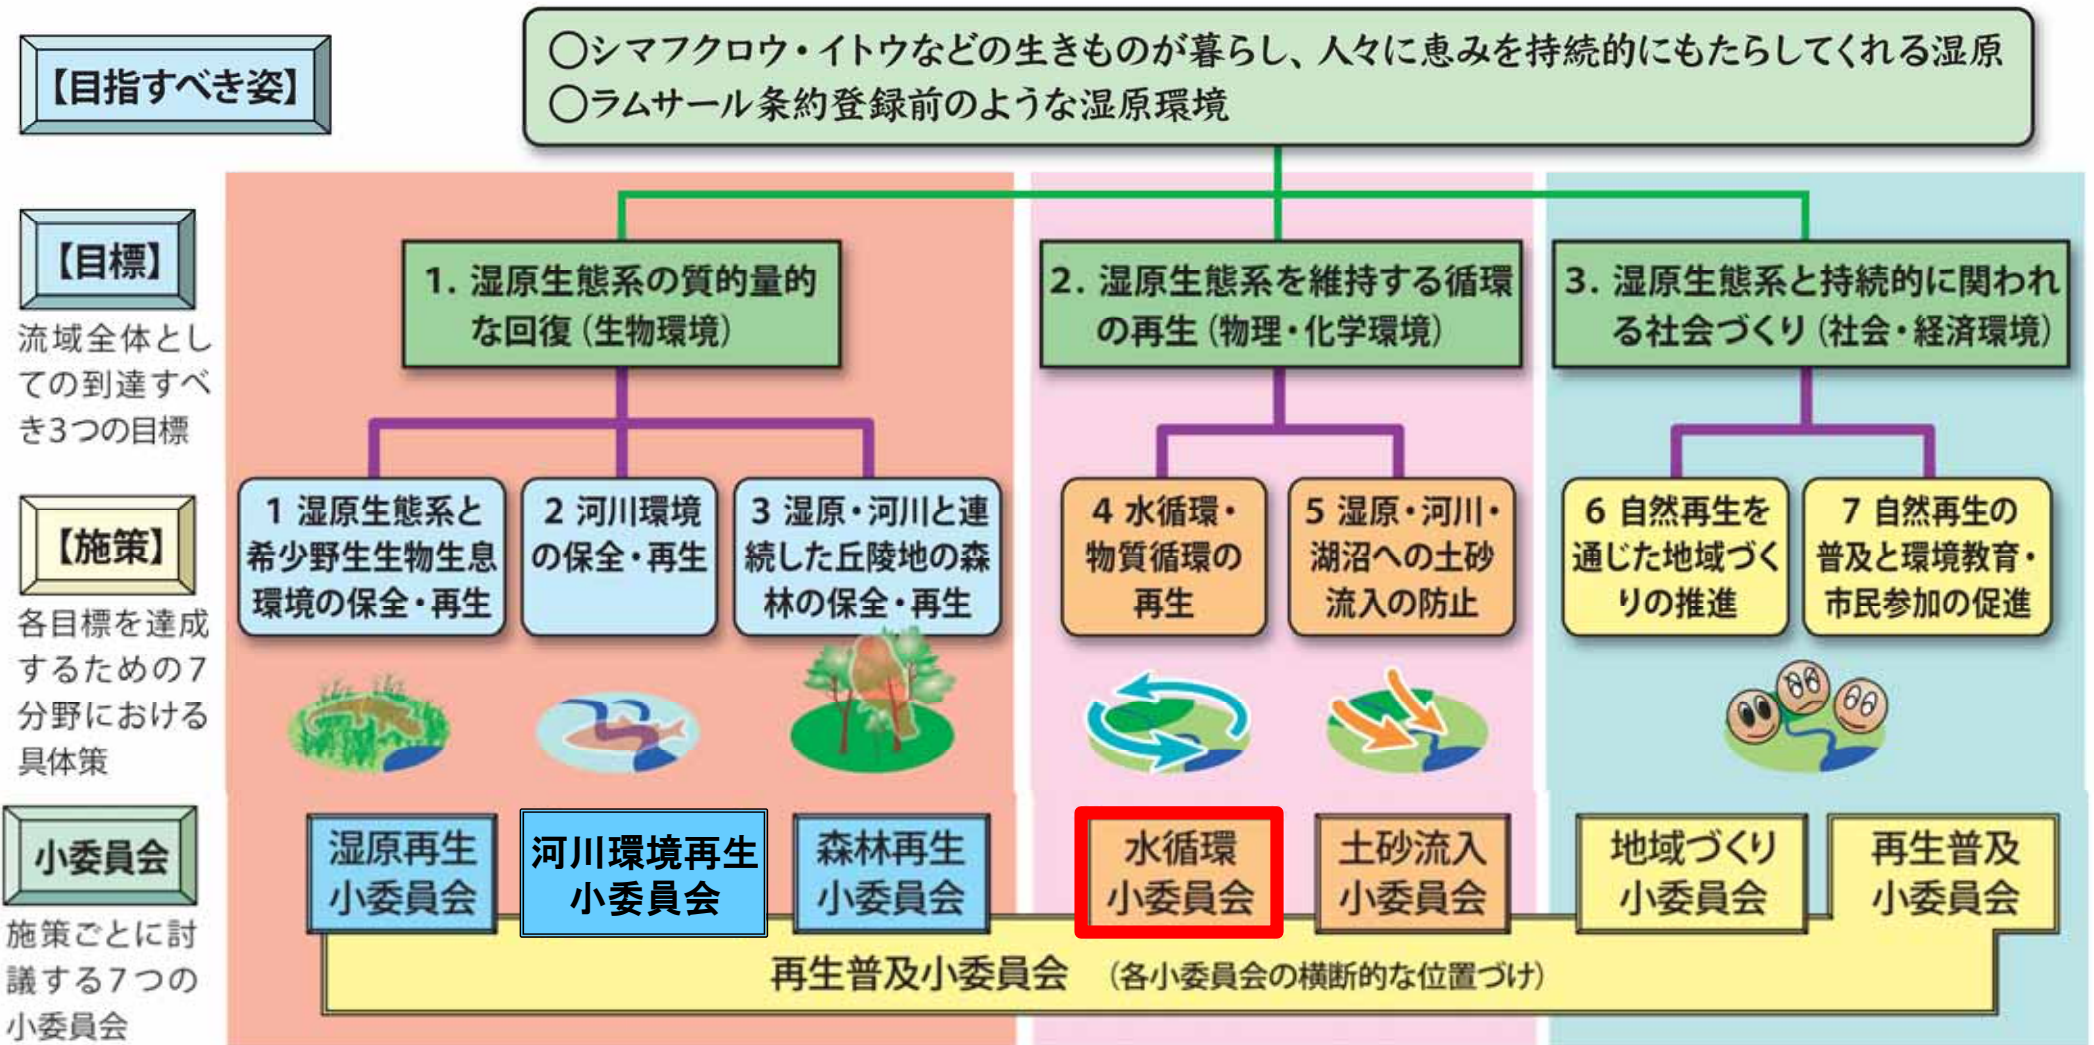 【目指すべき姿】
○シマフクロウ・イトウなどの生きものが暮らし、人々に恵みを持続的にもたらしてくれる湿原
○ラムサール条約登録前のような湿原環境
【目標】
流域全体とし
ての到達すべ
き3つの目標
1. 湿原生態系の質的量的
な回復(生物環境)
2. 湿原生態系を維持する循環
の再生(物理・化学環境)
3. 湿原生態系と持続的に関われ
る社会づくり(社会・経済環境)
【施策】
各目標を達成
するための7
分野における
具体策
1 湿原生態系と
希少野生生物生息
環境の保全・再生
2 河川環境
の保全・再生
3 湿原・河川と連
続した丘陵地の森
林の保全・再生
4 水循環・
物質循環の
再生
5 湿原・河川・
湖沼への土砂
流入の防止
6 自然再生を
通じた地域づく
りの推進
7 自然再生の
普及と環境教育・
市民参加の促進
小委員会
施策ごとに討
議する7つの
小委員会
湿原再生
小委員会
河川環境再生
小委員会
森林再生
小委員会
水循環
小委員会
土砂流入
小委員会
地域づくり
小委員会
再生普及
小委員会
再生普及小委員会 (各小委員会の横断的な位置づけ)